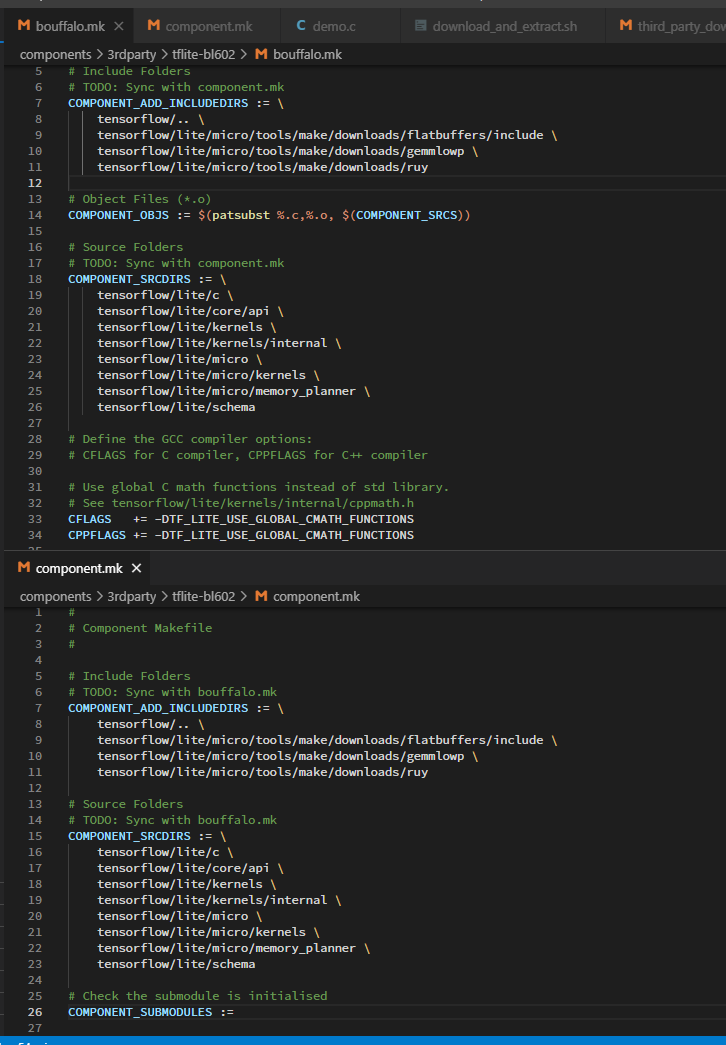 bouffalo.mk
component.mk
demo.c
download_and_extract.sh
components > 3rdparty > tflite-bl602 > bouffalo.mk
5 # Include Folders
6 # TODO: Sync with component.mk
7 COMPONENT_ADD_INCLUDEDIRS := \
8 tensorflow/.. \
9 tensorflow/lite/micro/tools/make/downloads/flatbuffers/include \
10 tensorflow/lite/micro/tools/make/downloads/gemmlowp \
11 tensorflow/lite/micro/tools/make/downloads/ruy
12
13 # Object Files (*.o)
14 COMPONENT_OBJS := $(patsubst %.c,%.o, $(COMPONENT_SRCS))
15
16 # Source Folders
17 # TODO: Sync with component.mk
18 COMPONENT_SRCDIRS := \
19 tensorflow/lite/c \
20 tensorflow/lite/core/api \
21 tensorflow/lite/kernels \
22 tensorflow/lite/kernels/internal \
23 tensorflow/lite/micro \
24 tensorflow/lite/micro/kernels \
25 tensorflow/lite/micro/memory_planner \
26 tensorflow/lite/schema
27
28 # Define the GCC compiler options:
29 # CFLAGS for C compiler, CPPFLAGS for C++ compiler
30
31 # Use global C math functions instead of std library.
32 # See tensorflow/lite/kernels/internal/cppmath.h
33 CFLAGS += -DTF_LITE_USE_GLOBAL_CMATH_FUNCTIONS
34 CPPFLAGS += -DTF_LITE_USE_GLOBAL_CMATH_FUNCTIONS
component.mk
components > 3rdparty > tflite-bl602 > component.mk
1 #
2 # Component Makefile
3 #
4
5 # Include Folders
6 # TODO: Sync with bouffalo.mk
7 COMPONENT_ADD_INCLUDEDIRS := \
8 tensorflow/.. \
9 tensorflow/lite/micro/tools/make/downloads/flatbuffers/include \
10 tensorflow/lite/micro/tools/make/downloads/gemmlowp \
11 tensorflow/lite/micro/tools/make/downloads/ruy
12
13 # Source Folders
14 # TODO: Sync with bouffalo.mk
15 COMPONENT_SRCDIRS := \
16 tensorflow/lite/c \
17 tensorflow/lite/core/api \
18 tensorflow/lite/kernels \
19 tensorflow/lite/kernels/internal \
20 tensorflow/lite/micro \
21 tensorflow/lite/micro/kernels \
22 tensorflow/lite/micro/memory_planner \
23 tensorflow/lite/schema
24
25 # Check the submodule is initialised
26 COMPONENT_SUBMODULES :=
27